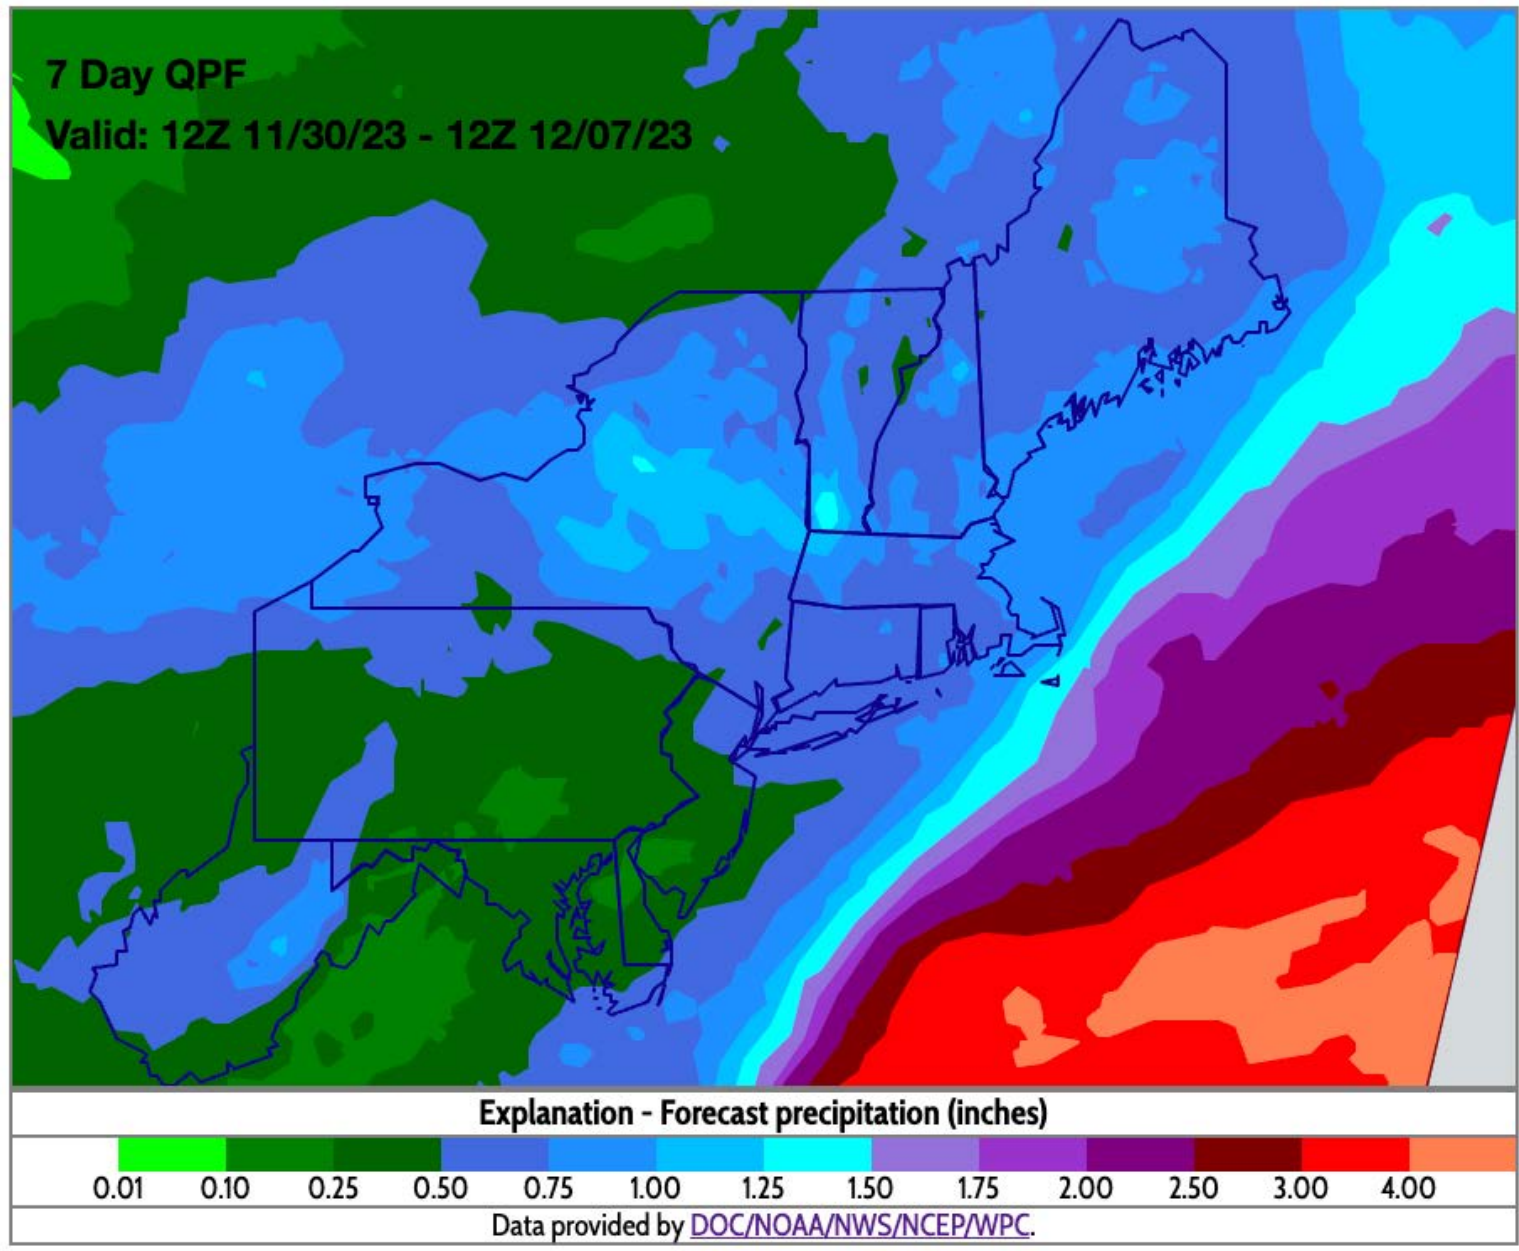 7 Day QPF
Valid: 12Z 11/30/23 - 12Z 12/07/23
Explanation - Forecast precipitation (inches)
0.01 0.10 0.25 0.50 0.75 1.00 1.25 1.50 1.75 2.00 2.50 3.00 4.00
Data provided by DOC/NOAA/NWS/NCEP/WPC.